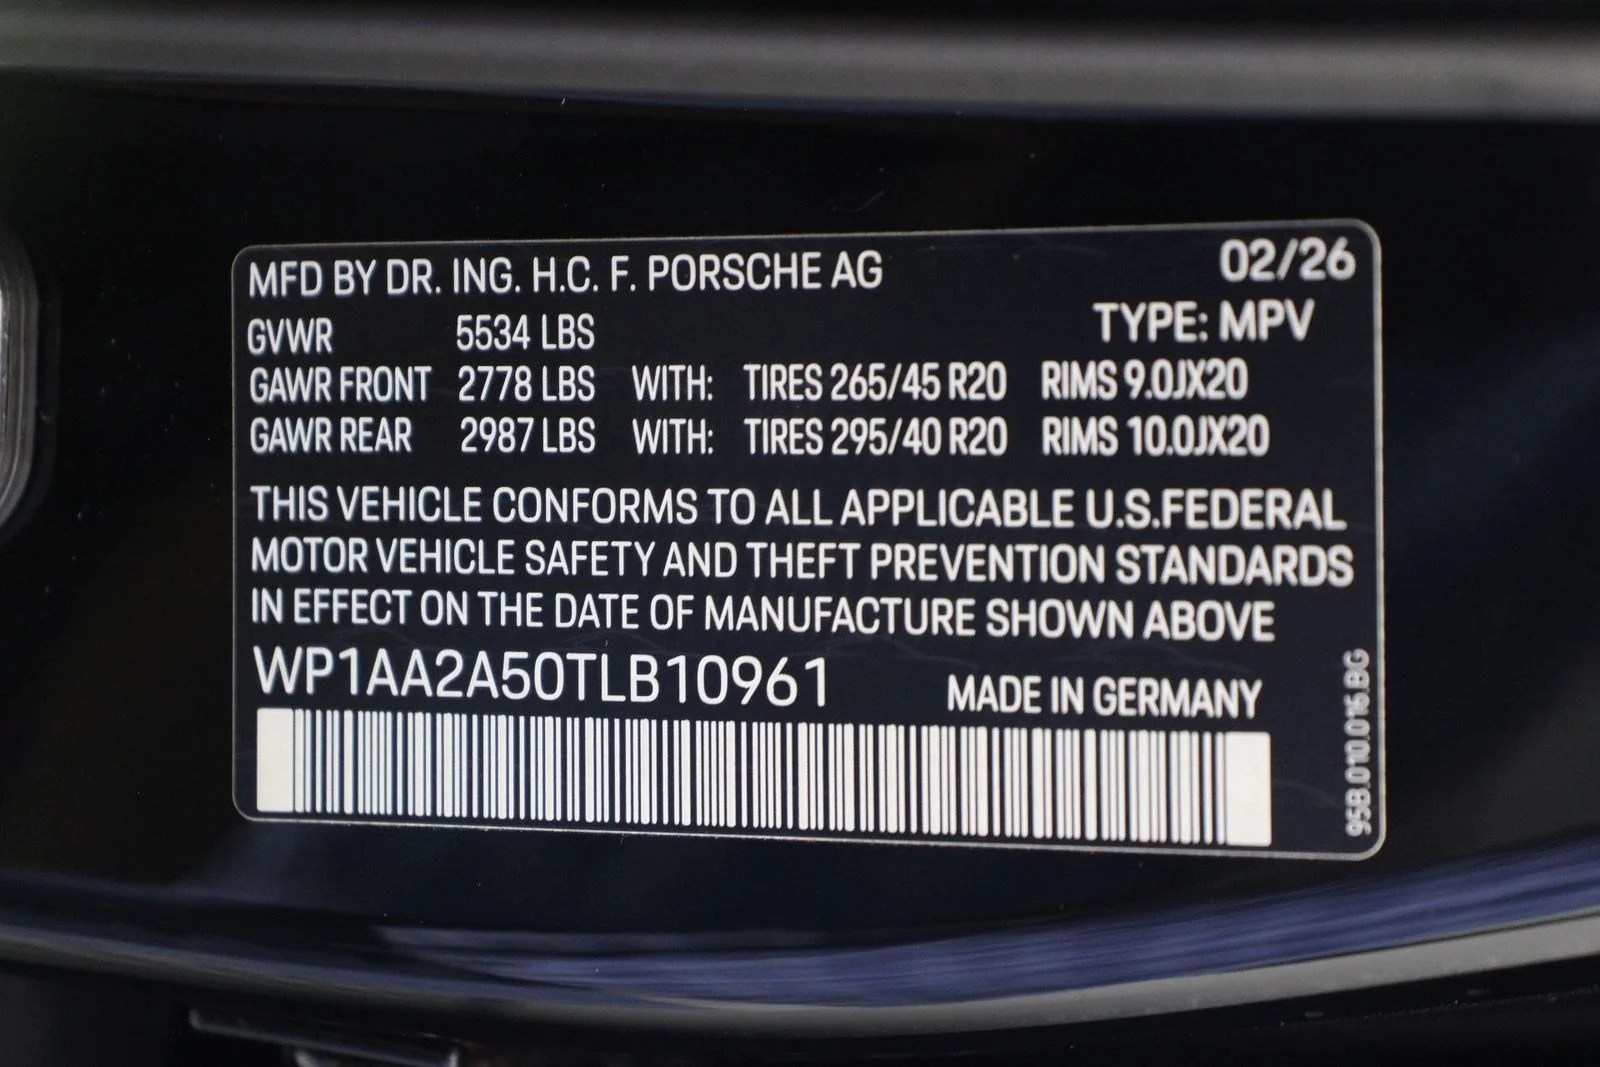 MFD BY DR. ING. H.C. F. PORSCHE AG 02/26
GVWR 5534 LBS TYPE: MPV
GAWR FRONT 2778 LBS WITH: TIRES 265/45 R20 RIMS 9.0JX20
GAWR REAR 2987 LBS WITH: TIRES 295/40 R20 RIMS 10.0JX20
THIS VEHICLE CONFORMS TO ALL APPLICABLE U.S.FEDERAL
MOTOR VEHICLE SAFETY AND THEFT PREVENTION STANDARDS
IN EFFECT ON THE DATE OF MANUFACTURE SHOWN ABOVE
WP1AA2A50TLB10961 MADE IN GERMANY
95B.010.016.BG